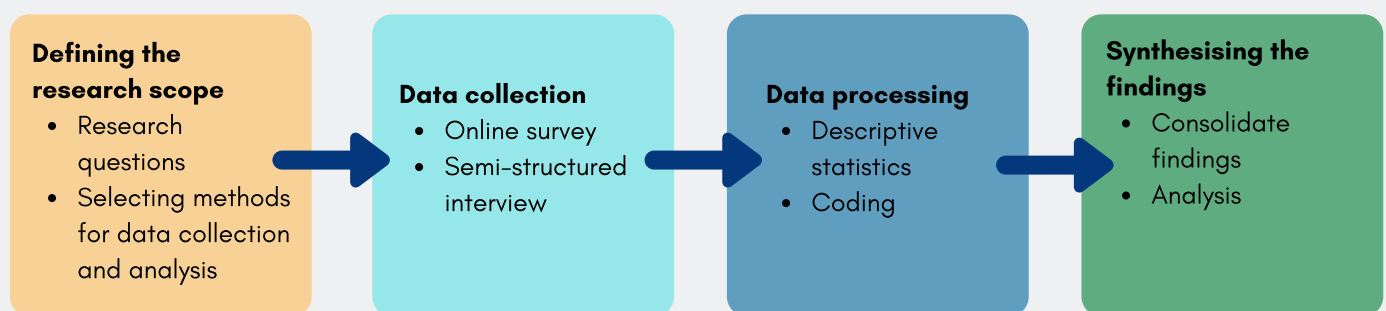 Defining the
research scope
• Research
questions
• Selecting methods
for data collection
and analysis
Data collection
• Online survey
• Semi-structured
interview
Data processing
• Descriptive
statistics
• Coding
Synthesising the
findings
• Consolidate
findings
• Analysis